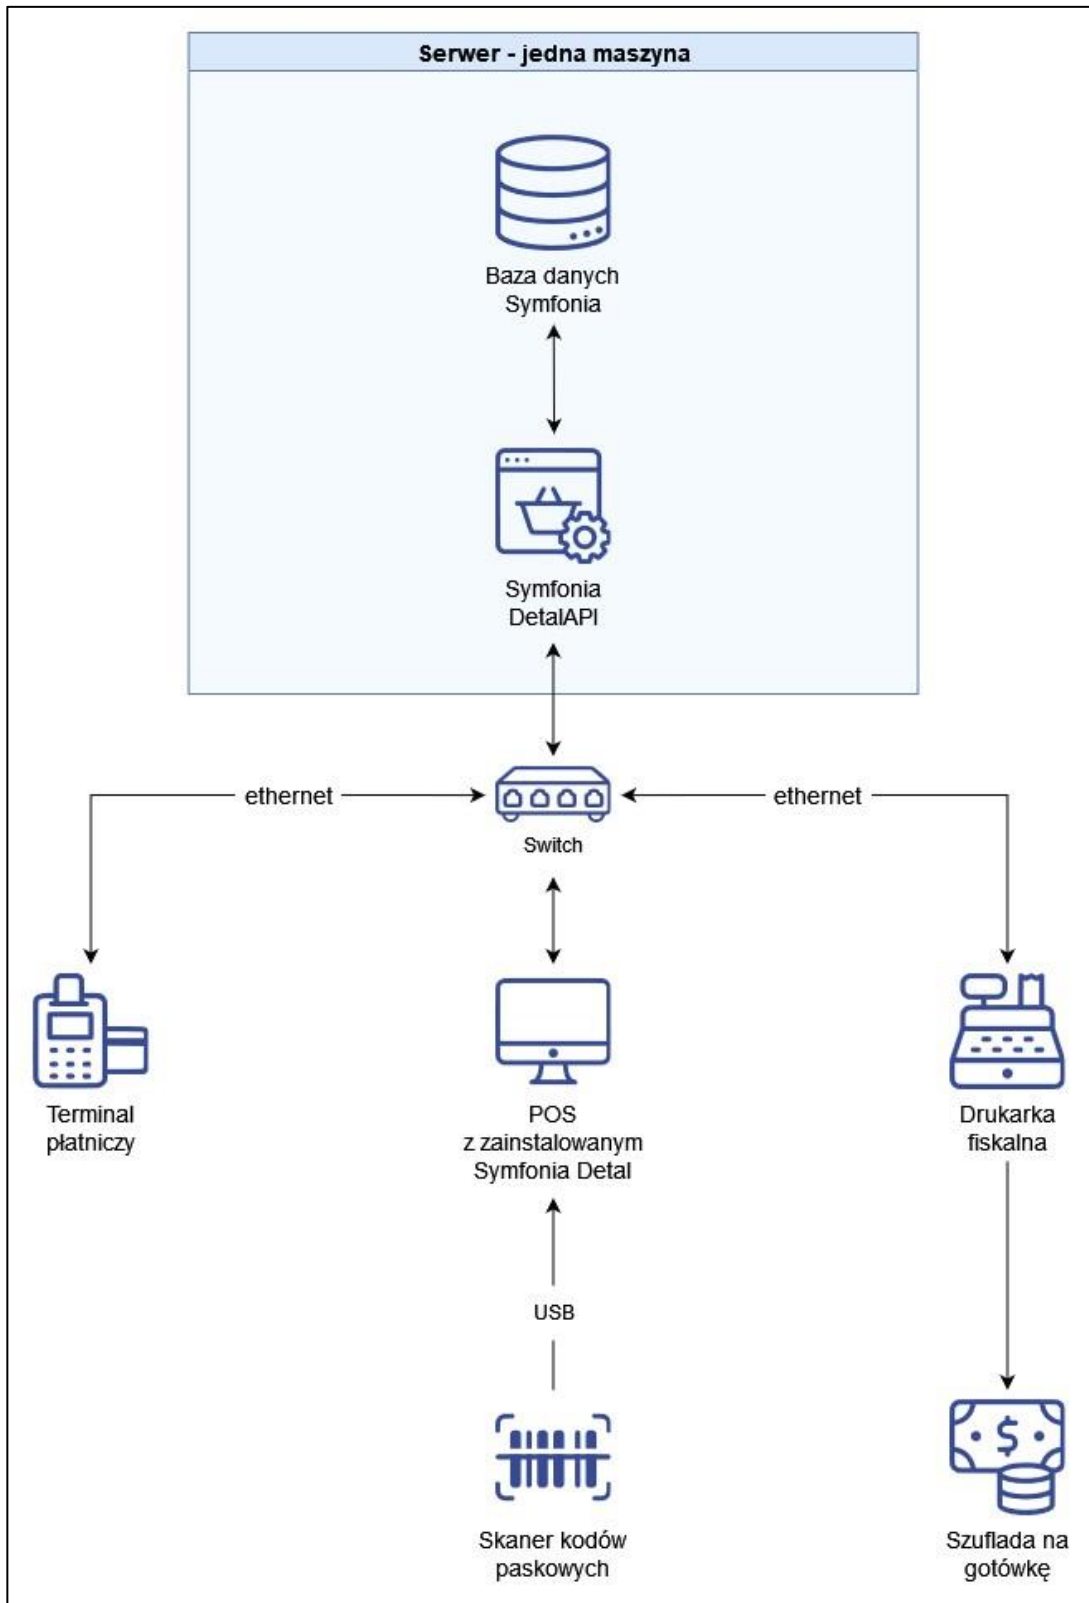 Serwer - jedna maszyna
Baza danych
Symfonia
Symfonia
DetalAPI
ethernet
ethernet
Switch
Terminal
płatniczy
POS
z zainstalowanym
Symfonia Detal
Drukarka
fiskalna
USB
$
Skaner kodów
paskowych
Szuflada na
gotówkę